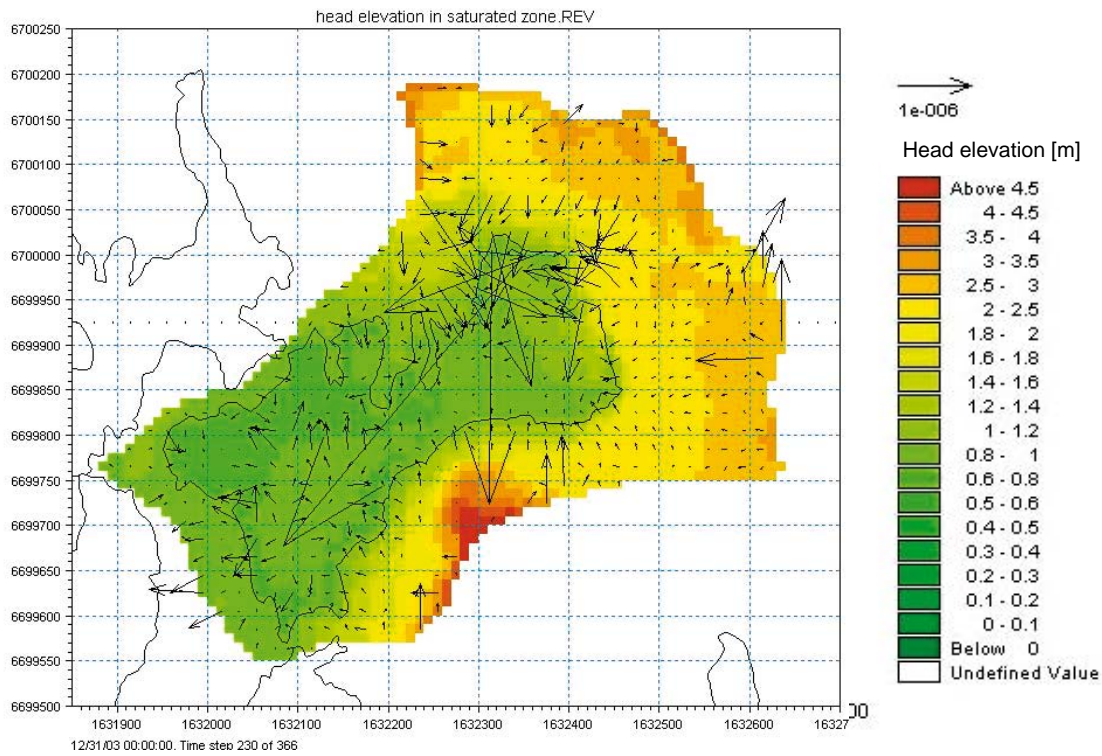 head elevation in saturated zone.REV
6700250
6700200
6700150
6700100
6700050
6700000
6699950
6699900
6699850
6699800
6699750
6699700
6699650
6699600
6699550
6699500
1631900
1632000
1632100
1632200
1632300
1632400
1632500
1632600
16327
00
12/31/03 00:00:00, Time step 230 of 366
1e-006
Head elevation [m]
Above 4.5
4 - 4.5
3.5 - 4
3 - 3.5
2.5 - 3
2 - 2.5
1.8 - 2
1.6 - 1.8
1.4 - 1.6
1.2 - 1.4
1 - 1.2
0.8 - 1
0.6 - 0.8
0.5 - 0.6
0.4 - 0.5
0.3 - 0.4
0.2 - 0.3
0.1 - 0.2
0 - 0.1
Below 0
Undefined Value